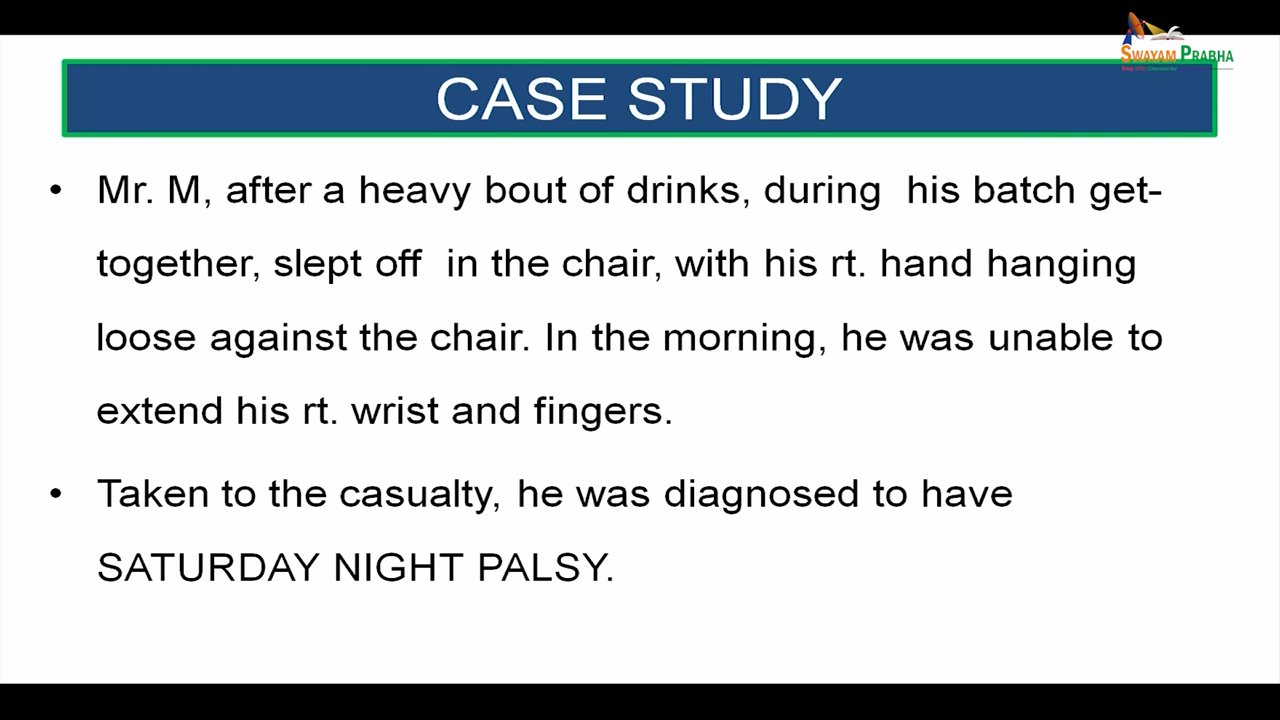 SWAYAM PRABHA
CASE STUDY
• Mr. M, after a heavy bout of drinks, during his batch get-
together, slept off in the chair, with his rt. hand hanging
loose against the chair. In the morning, he was unable to
extend his rt. wrist and fingers.
• Taken to the casualty, he was diagnosed to have
SATURDAY NIGHT PALSY.